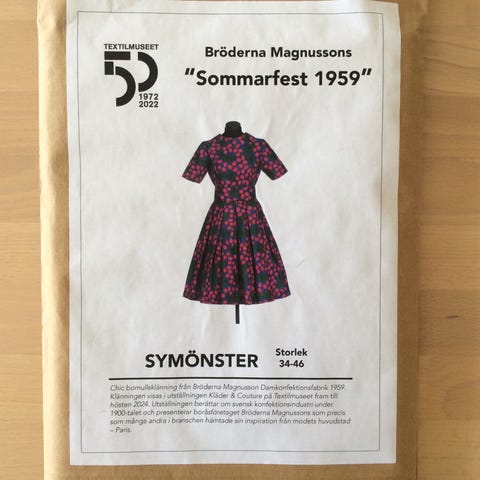 TEXTILMUSEET
50
1972
2022
Bröderna Magnussons
”Sommarfest 1959”
SYMÖNSTER
Storlek
34-46
Chic bomullsklänning från Bröderna Magnusson Damkonfektionsfabrik 1959.
Klänningen visas i utställningen Kläder & Couture på Textilmuseet fram till
hösten 2024. Utställningen berättar om svensk konfektionsindustri under
1900-talet och presenterar boråsföretaget Bröderna Magnussons som precis
som många andra i branschen hämtade sin inspiration från modets huvudstad
– Paris.